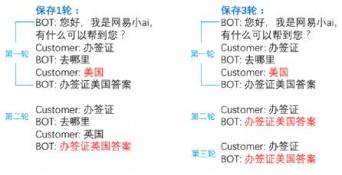 保存1轮：
BOT: 您好，我是网易小ai,
有什么可以帮到您？
第一轮
Customer: 办签证
BOT: 去哪里
Customer: 美国
BOT: 办签证美国答案
第二轮
Customer: 办签证
BOT: 去哪里
Customer: 英国
BOT: 办签证英国答案
保存3轮：
BOT: 您好，我是网易小ai,
有什么可以帮到您？
第一轮
Customer: 办签证
BOT: 去哪里
Customer: 美国
BOT: 办签证美国答案
第二轮
Customer: 办签证
BOT: 办签证美国答案
第三轮
Customer: 办签证
BOT: 办签证美国答案